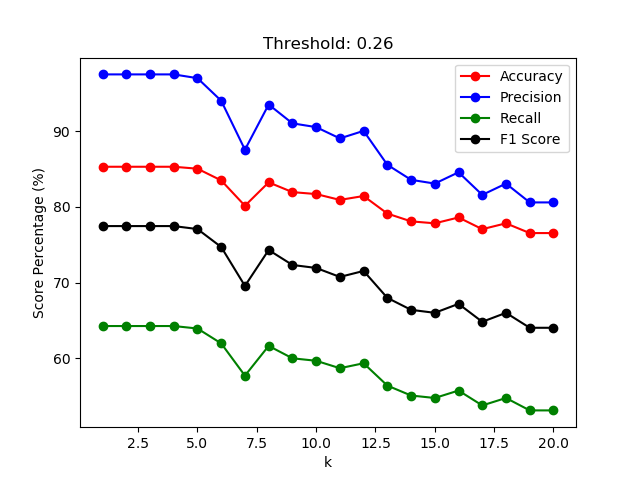 Threshold: 0.26
Accuracy
Precision
Recall
F1 Score
Score Percentage (%)
90
80
70
60
2.5 5.0 7.5 10.0 12.5 15.0 17.5 20.0
k